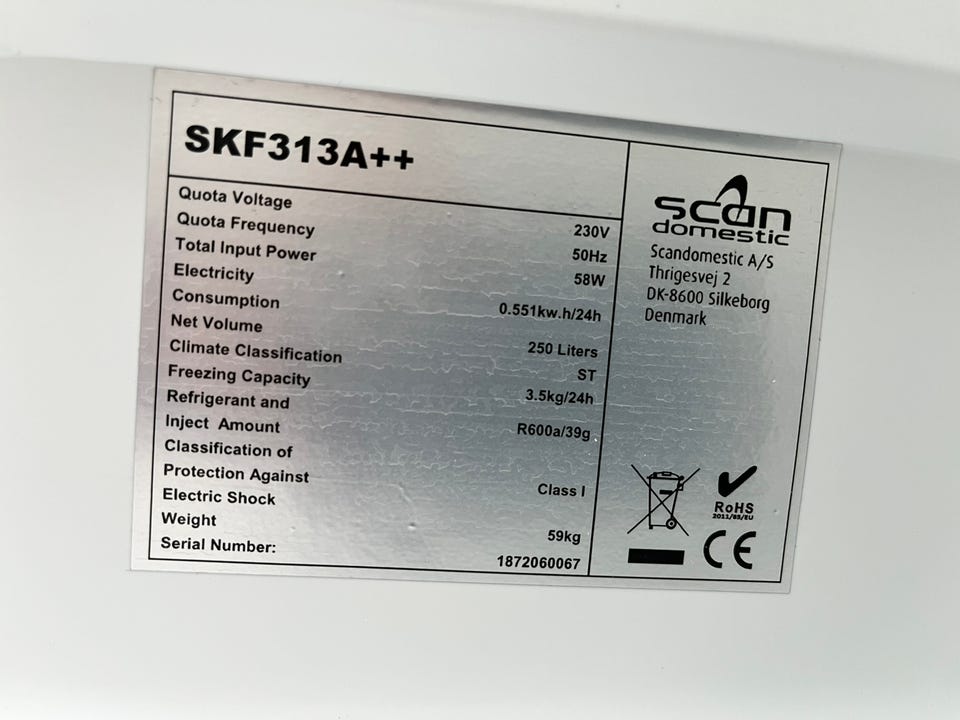 SKF313A++
Quota Voltage 230V
Quota Frequency 50Hz
Total Input Power 58W
Electricity
Consumption 0.551kw.h/24h
Net Volume 250 Liters
Climate Classification ST
Freezing Capacity 3.5kg/24h
Refrigerant and
Inject Amount R600a/39g
Classification of
Protection Against Class I
Electric Shock
Weight 59kg
Serial Number: 1872060067
scan
domestic
Scandomestic A/S
Thrigesvej 2
DK-8600 Silkeborg
Denmark
RoHS
2011/65/EU
CE